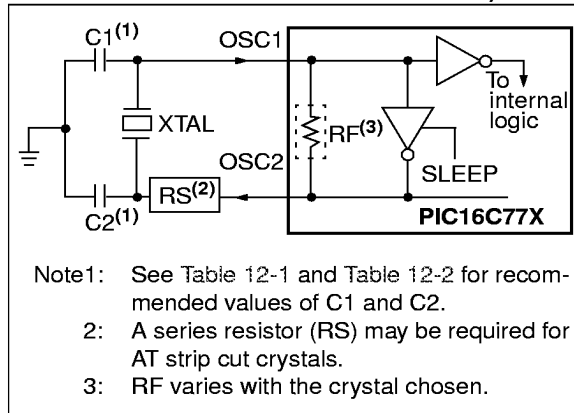 C1(1)
OSC1
To
internal
logic
XTAL
RF(3)
OSC2
SLEEP
C2(1)
RS(2)
PIC16C77X
Note1: See Table 12-1 and Table 12-2 for recom-
mended values of C1 and C2.
2: A series resistor (RS) may be required for
AT strip cut crystals.
3: RF varies with the crystal chosen.